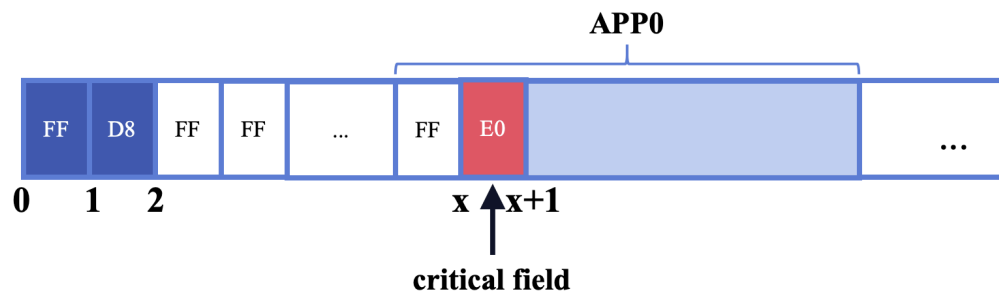 APP0
FF D8 FF FF ... FF E0 ...
0 1 2 x x+1
critical field